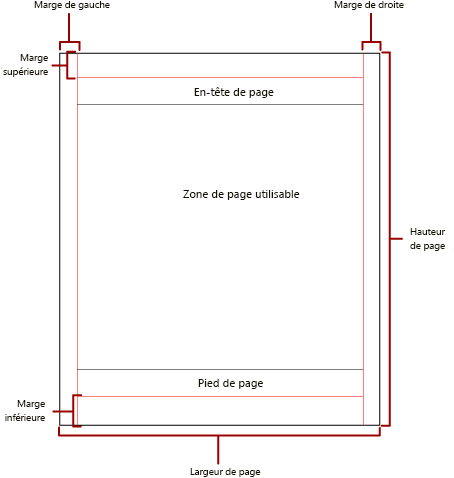 Marge de gauche
Marge de droite
Marge
supérieure
En-tête de page
Zone de page utilisable
Hauteur
de page
Pied de page
Marge
inférieure
Largeur de page